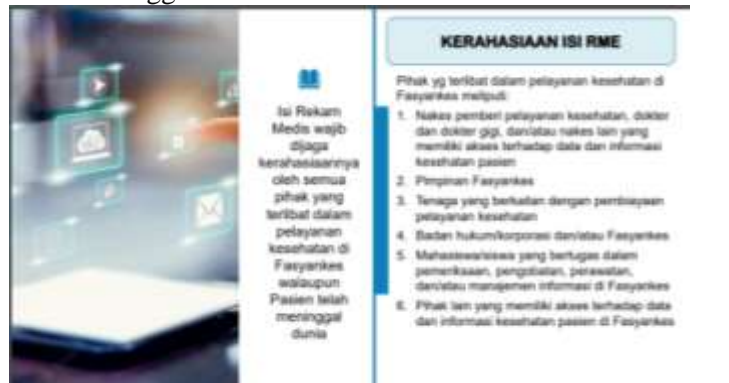 Isi Rekam
Medis wajib
dijaga
kerahasiaannya
oleh semua
pihak yang
terlibat dalam
pelayanan
kesehatan di
Fasyankes
walaupun
Pasien telah
meninggal
dunia
KERAHASIAAN ISI RME
Pihak yg terlibat dalam pelayanan kesehatan di
Fasyankes meliputi:
1. Nakes pemberi pelayanan kesehatan, dokter
dan dokter gigi, dan/atau nakes lain yang
memiliki akses terhadap data dan informasi
kesehatan pasien
2. Pimpinan Fasyankes
3. Tenaga yang berkaitan dengan pembiayaan
pelayanan kesehatan
4. Badan hukum/korporasi dan/atau Fasyankes
5. Mahasiswa/siswa yang bertugas dalam
pemeriksaan, pengobatan, perawatan,
dan/atau manajemen informasi di Fasyankes
6. Pihak lain yang memiliki akses terhadap data
dan informasi kesehatan pasien di Fasyankes